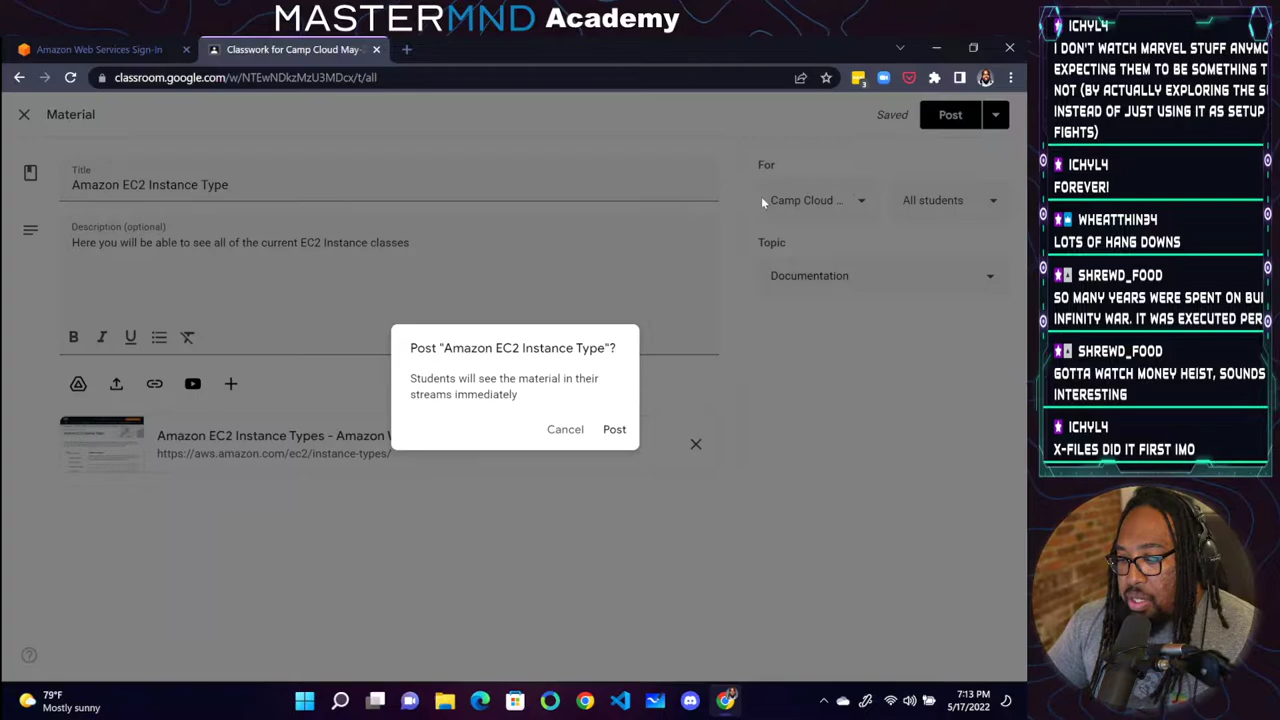 MASTERMND Academy
Amazon Web Services Sign-In
Classwork for Camp Cloud May-
classroom.google.com/w/NTEwNDkzMzU3MDcx/t/all
3
Material
Saved
Post
Title
Amazon EC2 Instance Type
Description (optional)
Here you will be able to see all of the current EC2 Instance classes
For
Camp Cloud ...
All students
Topic
Documentation
Post "Amazon EC2 Instance Type"?
Students will see the material in their
streams immediately
Cancel
Post
Amazon EC2 Instance Types - Amazon
https://aws.amazon.com/ec2/instance-types/
79°F
Mostly sunny
7:13 PM
5/17/2022
ICHYL4
I DON'T WATCH MARVEL STUFF ANYMO
EXPECTING THEM TO BE SOMETHING T
NOT (BY ACTUALLY EXPLORING THE S
INSTEAD OF JUST USING IT AS SETUP
FIGHTS)
ICHYL4
FOREVER!
WHEATTHIN34
LOTS OF HANG DOWNS
SHREWD_FOOD
SO MANY YEARS WERE SPENT ON BUI
INFINITY WAR. IT WAS EXECUTED PER
SHREWD_FOOD
GOTTA WATCH MONEY HEIST, SOUNDS
INTERESTING
ICHYL4
X-FILES DID IT FIRST IMO